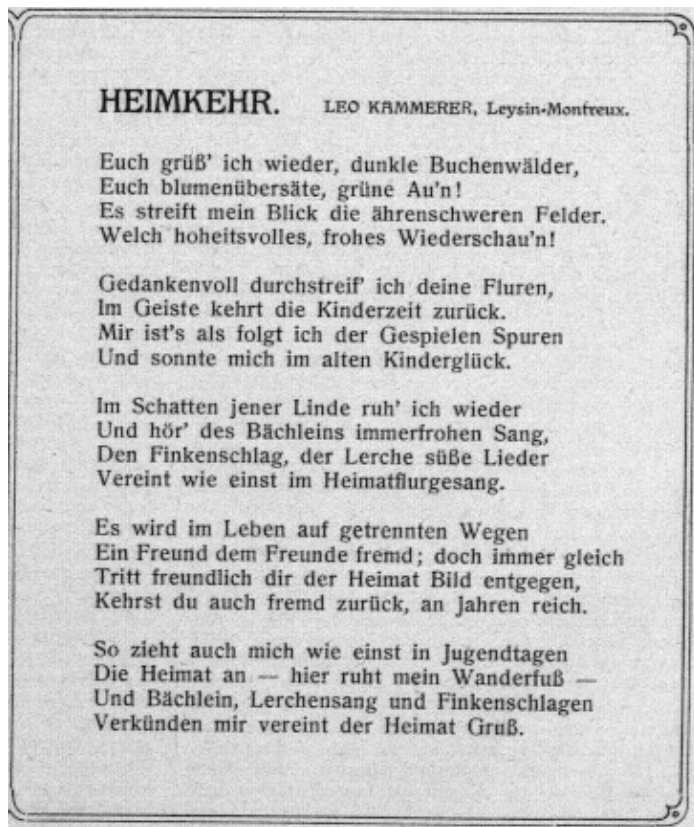 HEIMKEHR. LEO KAMMERER, Leysin-Montreux.
Euch grüß' ich wieder, dunkle Buchenwälder,
Euch blumenübersäte, grüne Au'n!
Es streift mein Blick die ährenschweren Felder.
Welch hoheitsvolles, frohes Wiederschau'n!
Gedankenvoll durchstreif' ich deine Fluren,
Im Geiste kehrt die Kinderzeit zurück.
Mir ist's als folgt ich der Gespielen Spuren
Und sonnte mich im alten Kinderglück.
Im Schatten jener Linde ruh' ich wieder
Und hör' des Bächleins immerfrohen Sang,
Den Finkenschlag, der Lerche süße Lieder
Vereint wie einst im Heimatflurgesang.
Es wird im Leben auf getrennten Wegen
Ein Freund dem Freunde fremd; doch immer gleich
Tritt freundlich dir der Heimat Bild entgegen,
Kehrst du auch fremd zurück, an Jahren reich.
So zieht auch mich wie einst in Jugendtagen
Die Heimat an — hier ruht mein Wanderfuß —
Und Bächlein, Lerchensang und Finkenschlagen
Verkünden mir vereint der Heimat Gruß.